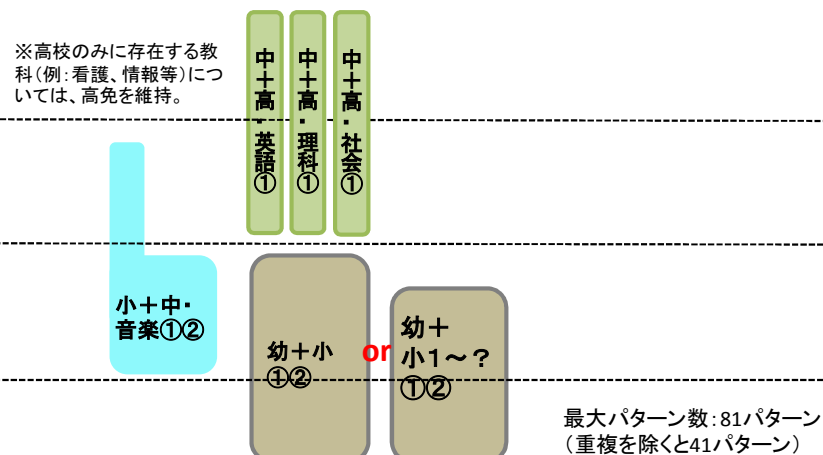 ※高校のみに存在する教
科(例:看護、情報等)につ
いては、高免を維持。
中＋高・英語①
中＋高・理科①
中＋高・社会①
小＋中・
音楽①②
幼＋小
①②
or
幼＋
小１～？
①②
最大パターン数:81パターン
(重複を除くと41パターン)